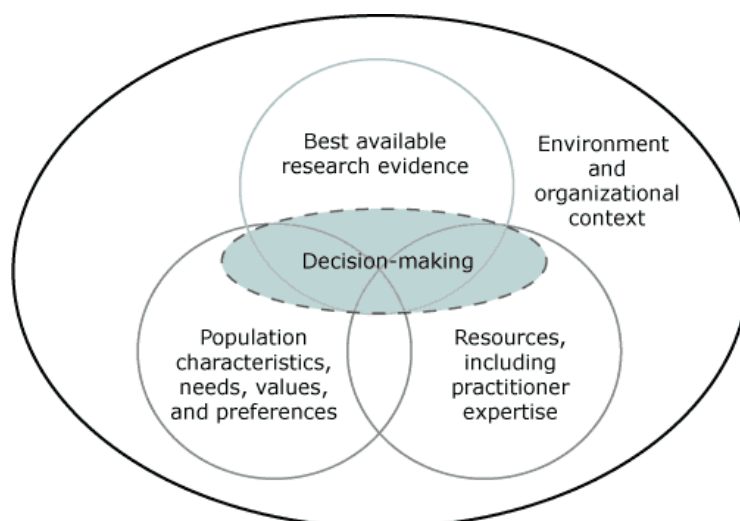 Best available
research evidence
Environment
and
organizational
context
Decision-making
Population
characteristics,
needs, values,
and preferences
Resources,
including
practitioner
expertise